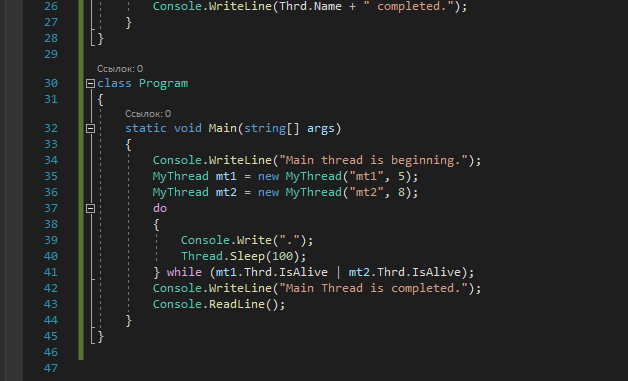 26 Console.WriteLine(Thrd.Name + " completed.");
27 }
28 }
29
Ссылок: 0
30 class Program
31 {
Ссылок: 0
32 static void Main(string[] args)
33 {
34 Console.WriteLine("Main thread is beginning.");
35 MyThread mt1 = new MyThread("mt1", 5);
36 MyThread mt2 = new MyThread("mt2", 8);
37 do
38 {
39 Console.Write(".");
40 Thread.Sleep(100);
41 } while (mt1.Thrd.IsAlive | mt2.Thrd.IsAlive);
42 Console.WriteLine("Main Thread is completed.");
43 Console.ReadLine();
44 }
45 }
46
47